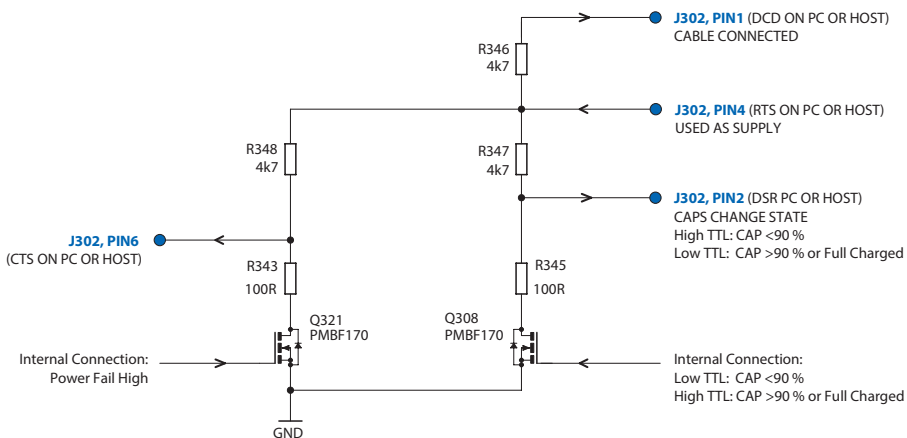 J302, PIN1 (DCD ON PC OR HOST)
CABLE CONNECTED
R346
4k7
J302, PIN4 (RTS ON PC OR HOST)
USED AS SUPPLY
R348
4k7
R347
4k7
J302, PIN2 (DSR PC OR HOST)
CAPS CHANGE STATE
High TTL: CAP <90 %
Low TTL: CAP >90 % or Full Charged
J302, PIN6
(CTS ON PC OR HOST)
R343
100R
R345
100R
Q321
PMBF170
Q308
PMBF170
Internal Connection:
Power Fail High
Internal Connection:
Low TTL: CAP <90 %
High TTL: CAP >90 % or Full Charged
GND